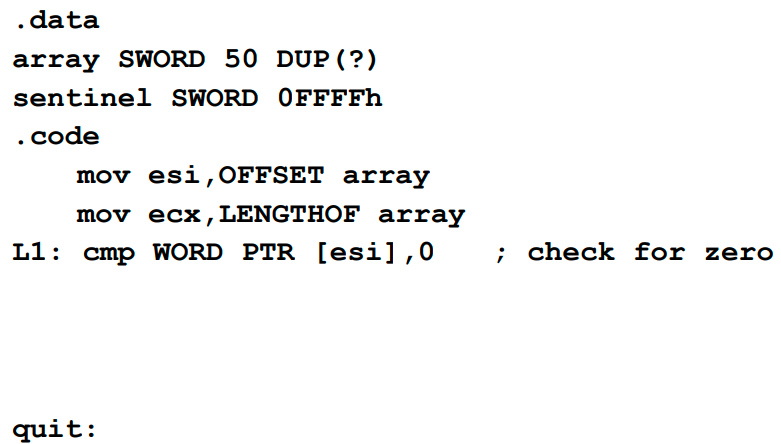 .data
array SWORD 50 DUP(?)
sentinel SWORD 0FFFFh
.code
mov esi,OFFSET array
mov ecx,LENGTHOF array
L1: cmp WORD PTR [esi],0 ; check for zero
quit: